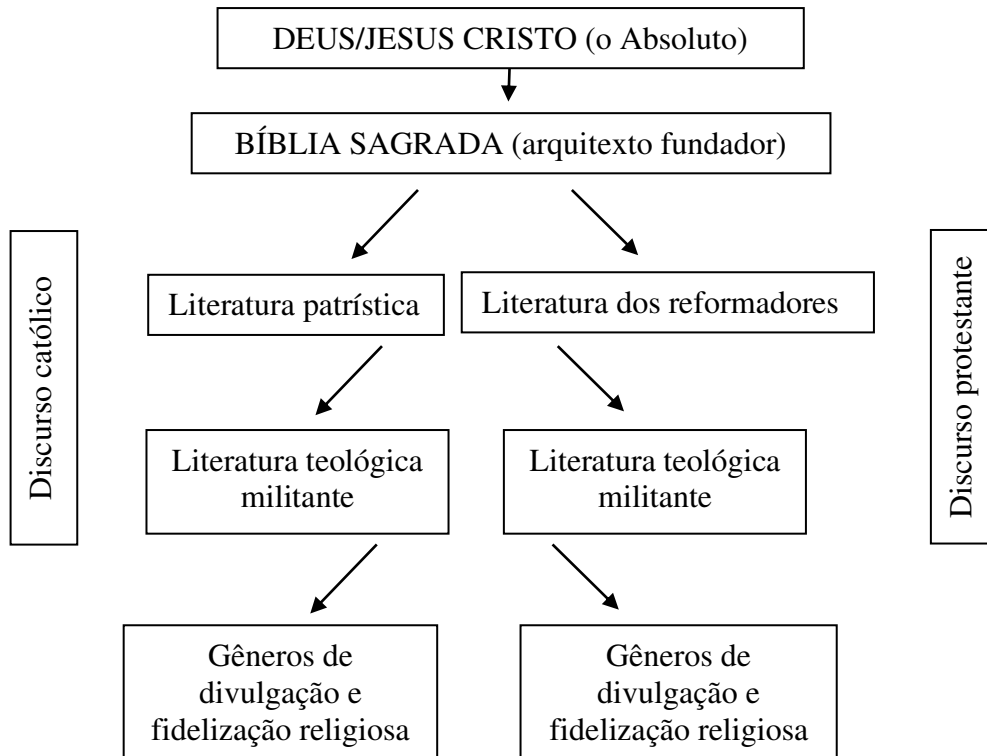 DEUS/JESUS CRISTO (o Absoluto)
BÍBLIA SAGRADA (arquitexto fundador)
Discurso católico
Literatura patrística
Literatura dos reformadores
Discurso protestante
Literatura teológica
militante
Literatura teológica
militante
Gêneros de
divulgação e
fidelização religiosa
Gêneros de
divulgação e
fidelização religiosa